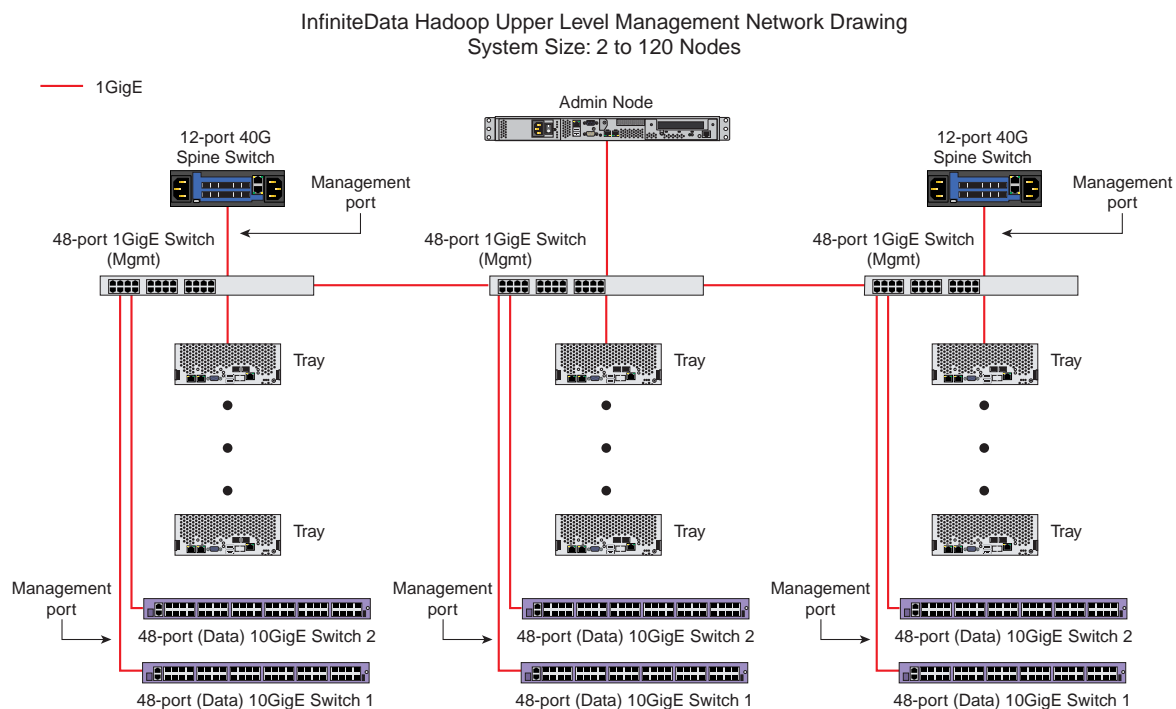 InfiniteData Hadoop Upper Level Management Network Drawing
System Size: 2 to 120 Nodes
1GigE
Admin Node
12-port 40G
Spine Switch
12-port 40G
Spine Switch
Management
port
Management
port
48-port 1GigE Switch
(Mgmt)
48-port 1GigE Switch
(Mgmt)
48-port 1GigE Switch
(Mgmt)
Tray
Tray
Tray
Tray
Tray
Tray
Management
port
Management
port
Management
port
48-port (Data) 10GigE Switch 2
48-port (Data) 10GigE Switch 2
48-port (Data) 10GigE Switch 2
48-port (Data) 10GigE Switch 1
48-port (Data) 10GigE Switch 1
48-port (Data) 10GigE Switch 1